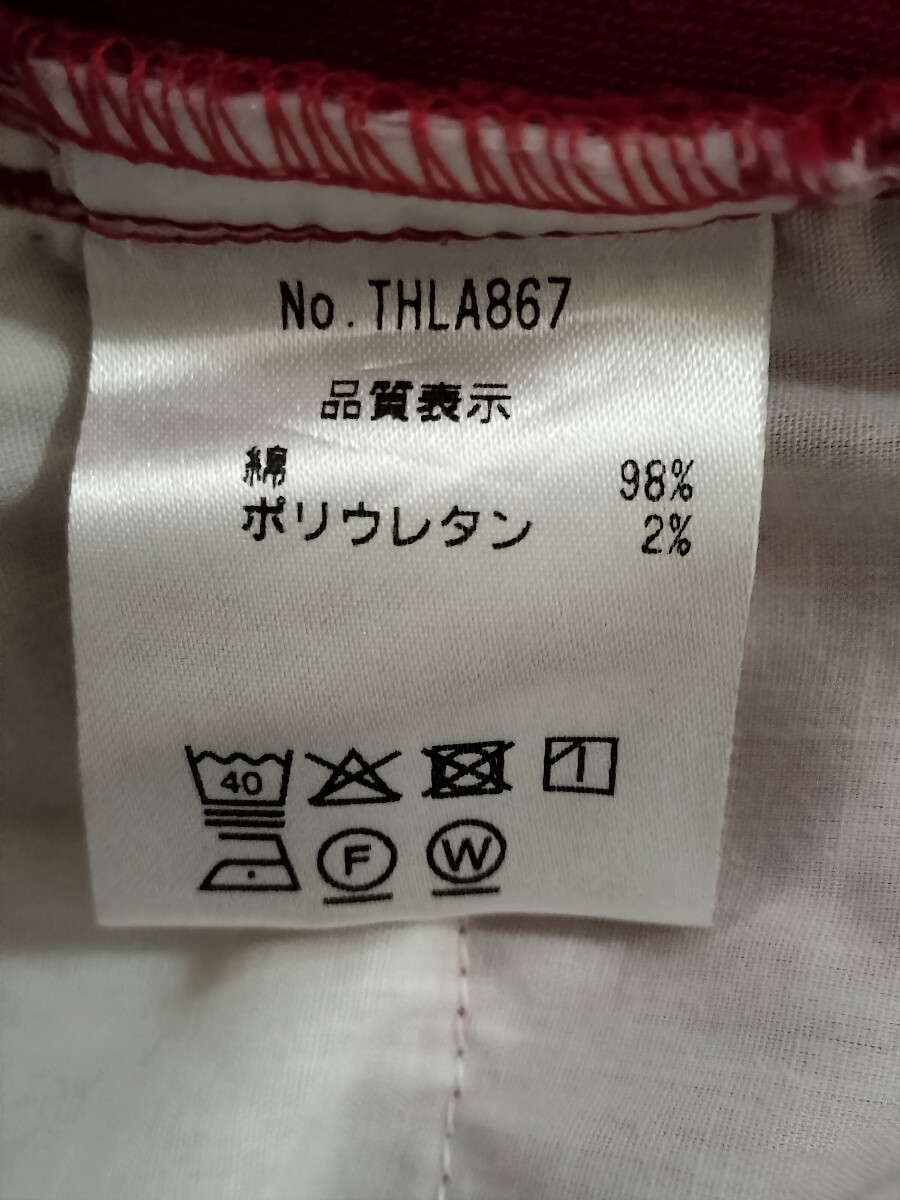 No.THLA867
品質表示
綿 98%
ポリウレタン 2%
40
F W